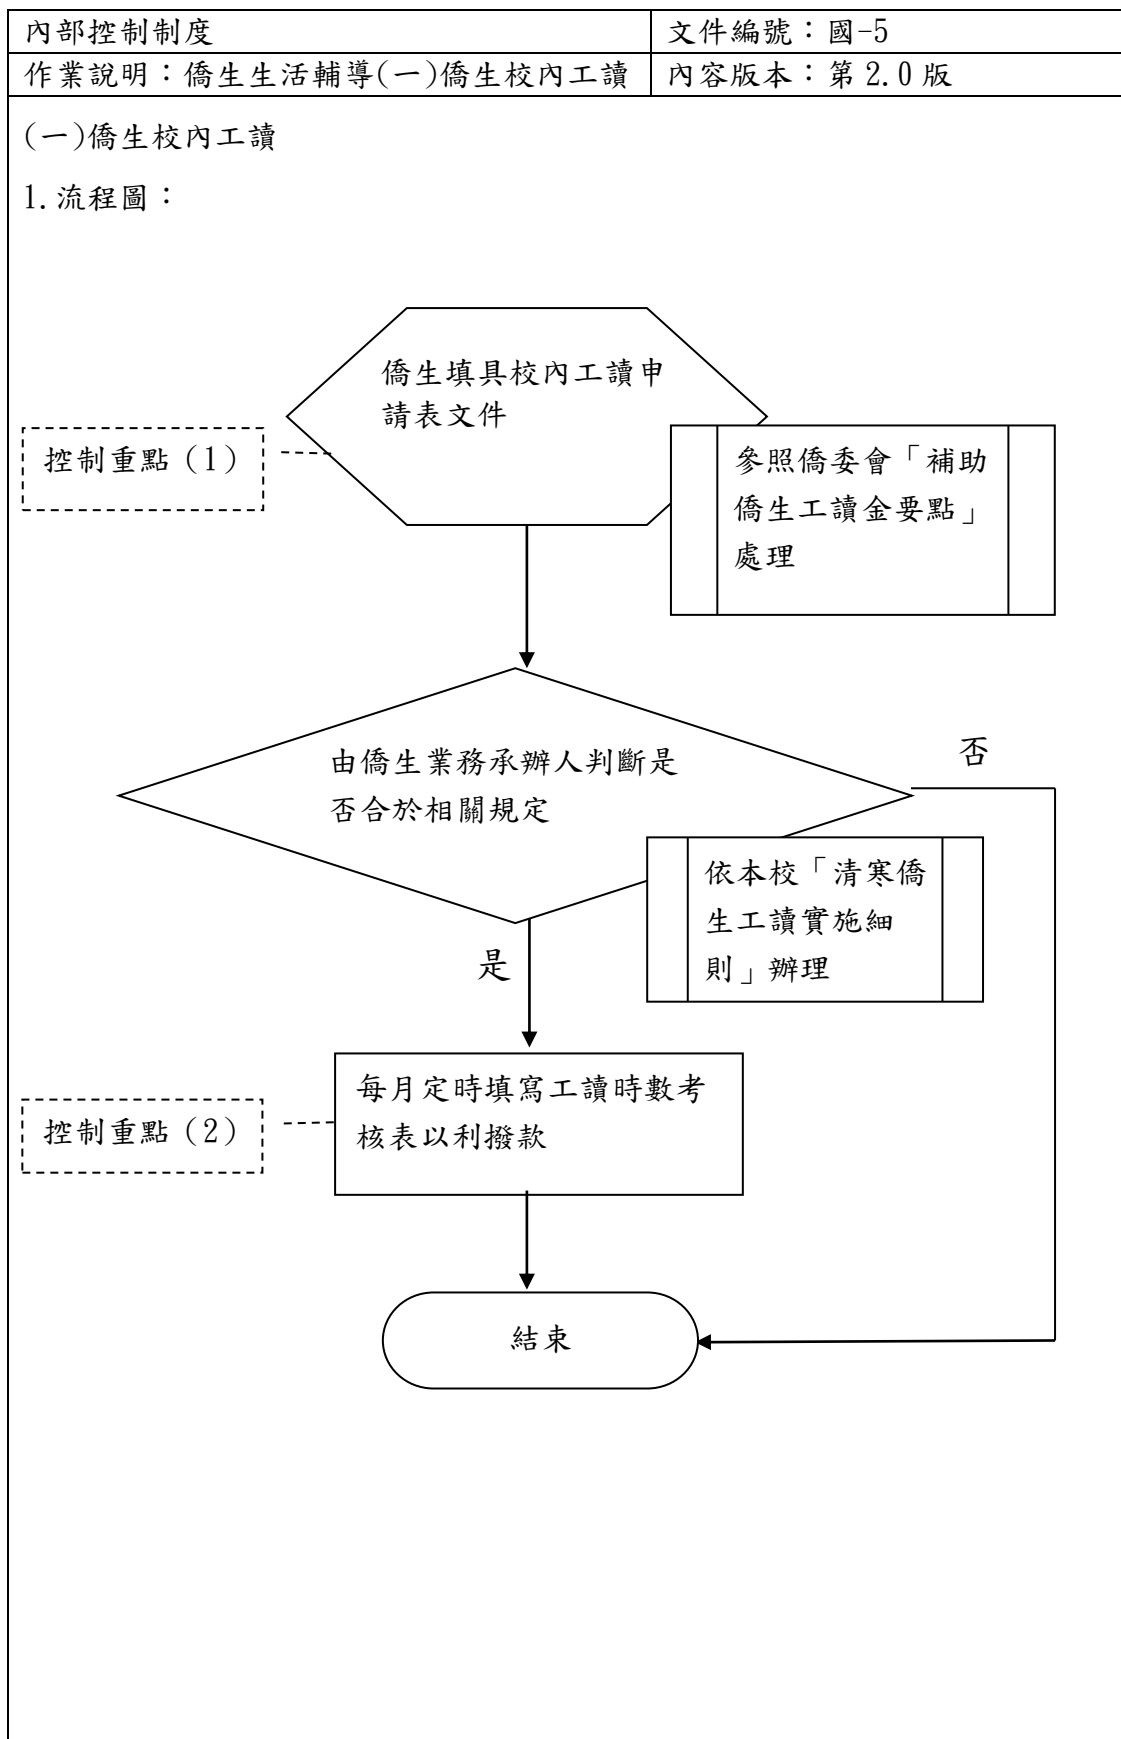 內部控制制度
文件編號：國-5
作業說明：僑生生活輔導(一)僑生校內工讀
內容版本：第 2.0 版
(一)僑生校內工讀
1.流程圖：
僑生填具校內工讀申
請表文件
控制重點（1）
參照僑委會「補助
僑生工讀金要點」
處理
由僑生業務承辦人判斷是
否合於相關規定
否
依本校「清寒僑
生工讀實施細
則」辦理
是
每月定時填寫工讀時數考
核表以利撥款
控制重點（2）
結束